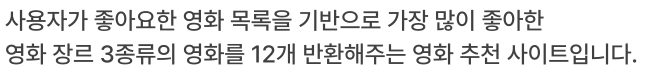 사용자가 좋아요한 영화 목록을 기반으로 가장 많이 좋아한
영화 장르 3종류의 영화를 12개 반환해주는 영화 추천 사이트입니다.